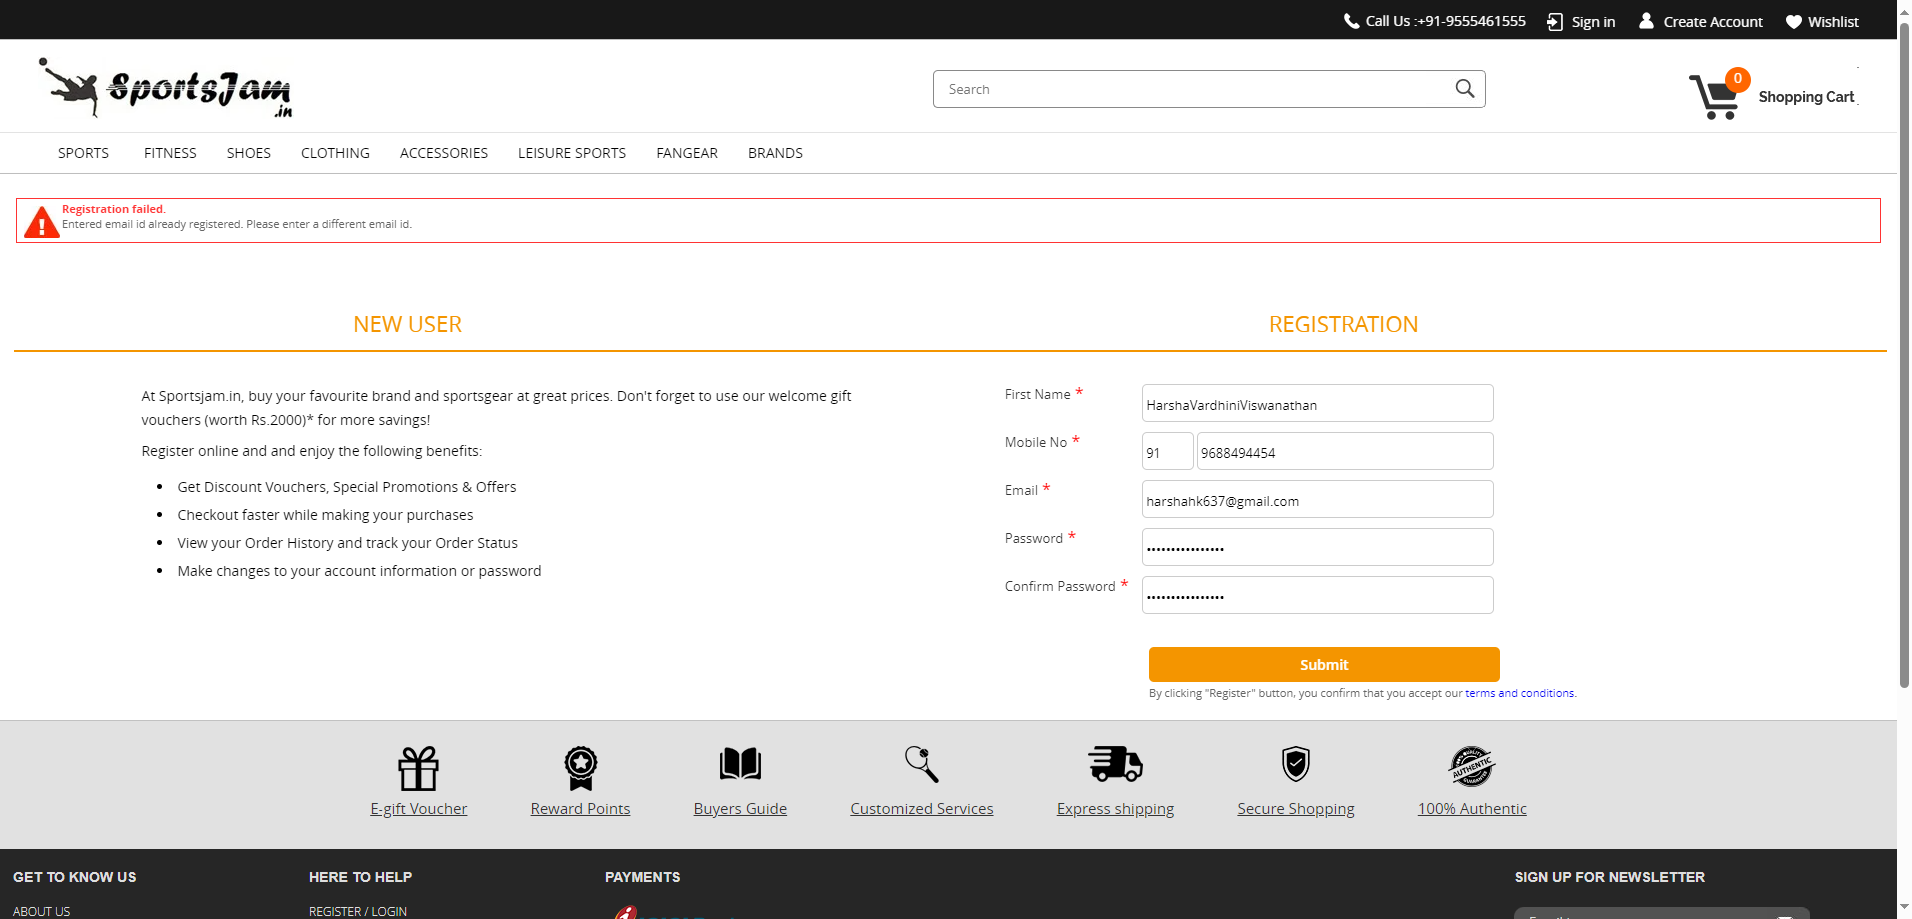 Call Us :+91-9555461555 Sign in Create Account Wishlist
SportsJam.in
Search
0
Shopping Cart
SPORTS FITNESS SHOES CLOTHING ACCESSORIES LEISURE SPORTS FANGEAR BRANDS
Registration failed.
Entered email id already registered. Please enter a different email id.
NEW USER
At Sportsjam.in, buy your favourite brand and sportsgear at great prices. Don't forget to use our welcome gift
vouchers (worth Rs.2000)* for more savings!
Register online and and enjoy the following benefits:
Get Discount Vouchers, Special Promotions & Offers
Checkout faster while making your purchases
View your Order History and track your Order Status
Make changes to your account information or password
REGISTRATION
First Name * HarshaVardhiniViswanathan
Mobile No * 91 9688494454
Email * harshahk637@gmail.com
Password * ••••••••••••••••
Confirm Password * ••••••••••••••••
Submit
By clicking "Register" button, you confirm that you accept our terms and conditions.
QUALITY AUTHENTIC GUARANTEE
E-gift Voucher Reward Points Buyers Guide Customized Services Express shipping Secure Shopping 100% Authentic
GET TO KNOW US HERE TO HELP PAYMENTS SIGN UP FOR NEWSLETTER
ABOUT US REGISTER / LOGIN